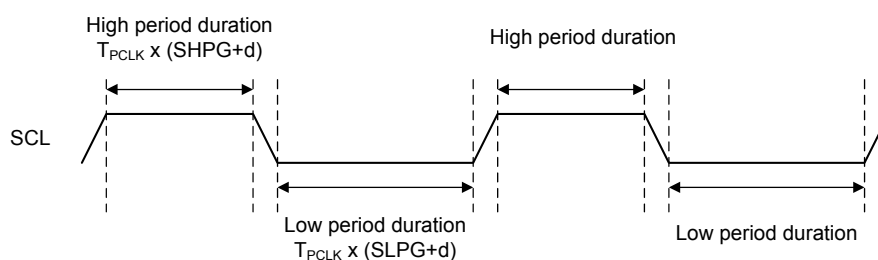 High period duration
TPCLK x (SHPG+d)
High period duration
SCL
Low period duration
TPCLK x (SLPG+d)
Low period duration